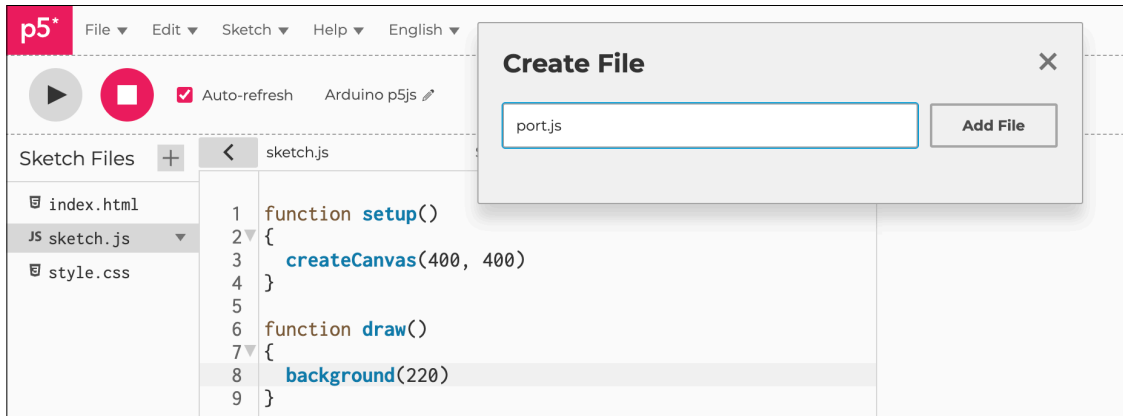 p5* File Edit Sketch Help English
Create File
Auto-refresh Arduino p5js
port.js Add File
Sketch Files
sketch.js
index.html
JS sketch.js
style.css
1 function setup()
2 {
3 createCanvas(400, 400)
4 }
5
6 function draw()
7 {
8 background(220)
9 }